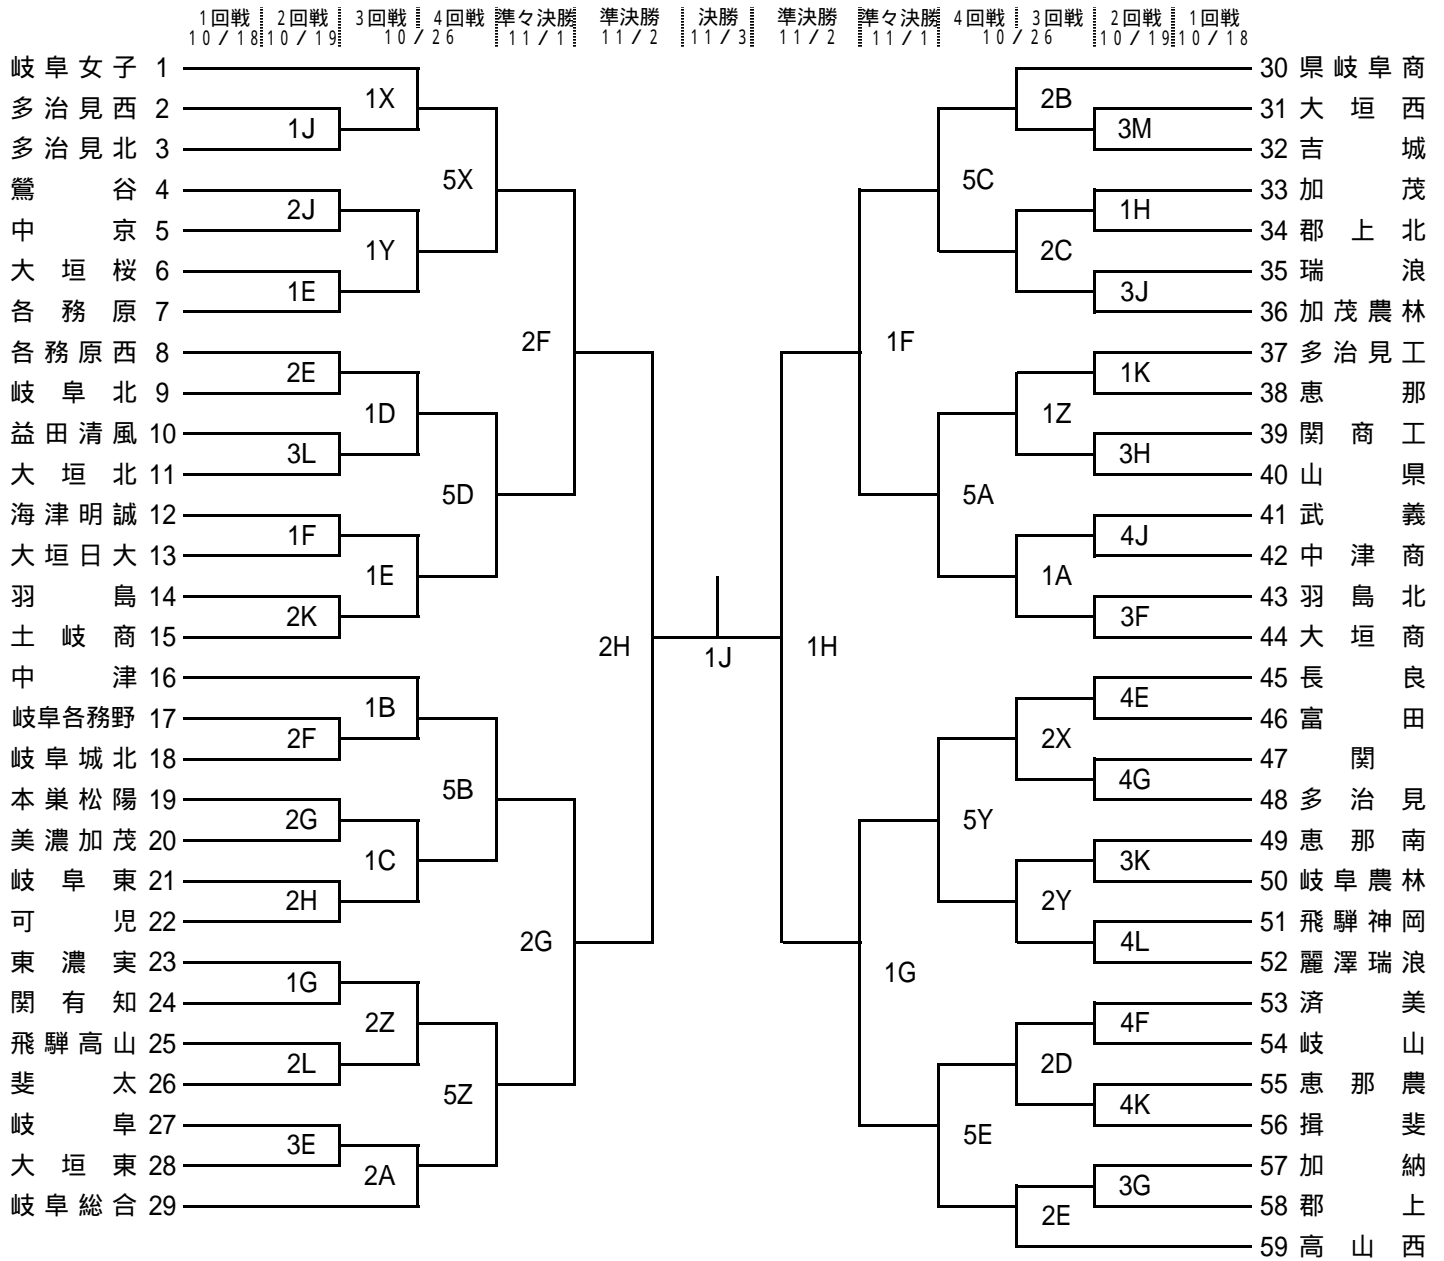 1回戦 2回戦 3回戦 4回戦 準々決勝 準決勝 決勝 準決勝 準々決勝 4回戦 3回戦 2回戦 1回戦
10/18 10/19 10/26 11/1 11/2 11/3 11/2 11/1 10/26 10/19 10/18
岐阜女子 1
多治見西 2
多治見北 3
鶯谷 4
中京 5
大垣桜 6
各務原 7
各務原西 8
岐阜北 9
益田清風 10
大垣北 11
海津明誠 12
大垣日大 13
羽島 14
土岐商 15
中津 16
岐阜各務野 17
岐阜城北 18
本巣松陽 19
美濃加茂 20
岐阜東 21
可児 22
東濃実 23
関有知 24
飛騨高山 25
斐太 26
岐阜 27
大垣東 28
岐阜総合 29
1J
2J
1E
2E
3L
1F
2K
2F
2G
2H
1G
2L
3E
1X
1Y
1D
1E
1B
1C
2Z
2A
5X
5D
5B
5Z
2F
2G
2H
1J
1H
1F
1G
5C
5A
5Y
5E
2B
2C
1Z
1A
2X
2Y
2D
2E
3M
1H
3J
1K
3H
4J
3F
4E
4G
3K
4L
4F
4K
3G
30 県岐阜商
31 大垣西
32 吉城
33 加茂
34 郡上北
35 瑞浪
36 加茂農林
37 多治見工
38 恵那
39 関商工
40 山県
41 武義
42 中津商
43 羽島北
44 大垣商
45 長良
46 富田
47 関
48 多治見
49 恵那南
50 岐阜農林
51 飛騨神岡
52 麗澤瑞浪
53 済美
54 岐山
55 恵那農
56 揖斐
57 加納
58 郡上
59 高山西